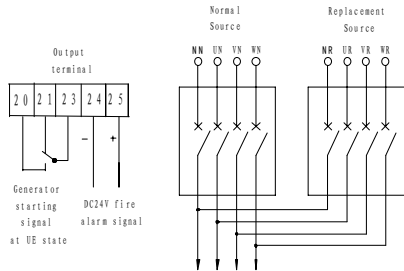 Normal
Source
Replacement
Source
NN UN VN WN
NR UR VR WR
Output
terminal
20 21 23 24 25
− +
Generator
starting
signal
at UE state
DC24V fire
alarm signal